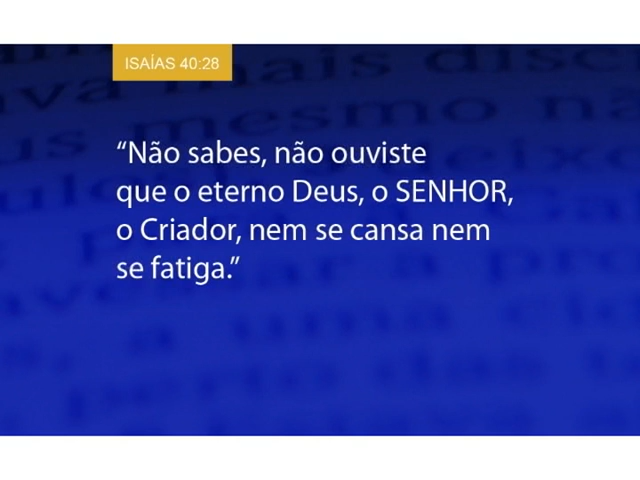 ISAÍAS 40:28
“Não sabes, não ouviste
que o eterno Deus, o SENHOR,
o Criador, nem se cansa nem
se fatiga.”